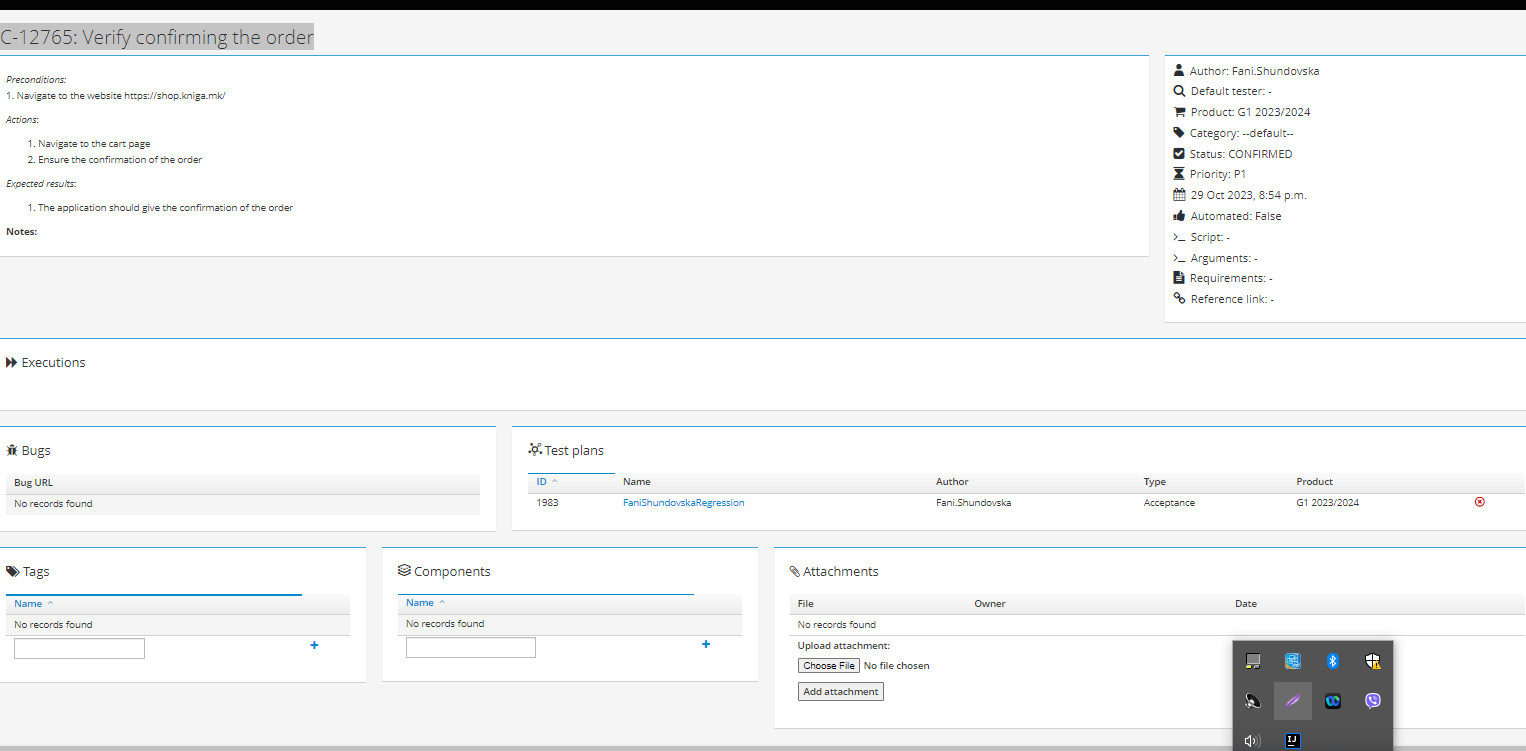 C-12765: Verify confirming the order
Preconditions:
1. Navigate to the website https://shop.kniga.mk/
Actions:
1. Navigate to the cart page
2. Ensure the confirmation of the order
Expected results:
1. The application should give the confirmation of the order
Notes:
Author: Fani.Shundovska
Default tester: -
Product: G1 2023/2024
Category: --default--
Status: CONFIRMED
Priority: P1
29 Oct 2023, 8:54 p.m.
Automated: False
Script: -
Arguments: -
Requirements: -
Reference link: -
Executions
Bugs
Bug URL
No records found
Test plans
ID Name Author Type Product
1983 FaniShundovskaRegression Fani.Shundovska Acceptance G1 2023/2024
Tags
Name
No records found
Components
Name
No records found
Attachments
File Owner Date
No records found
Upload attachment:
Choose File No file chosen
Add attachment
IJ